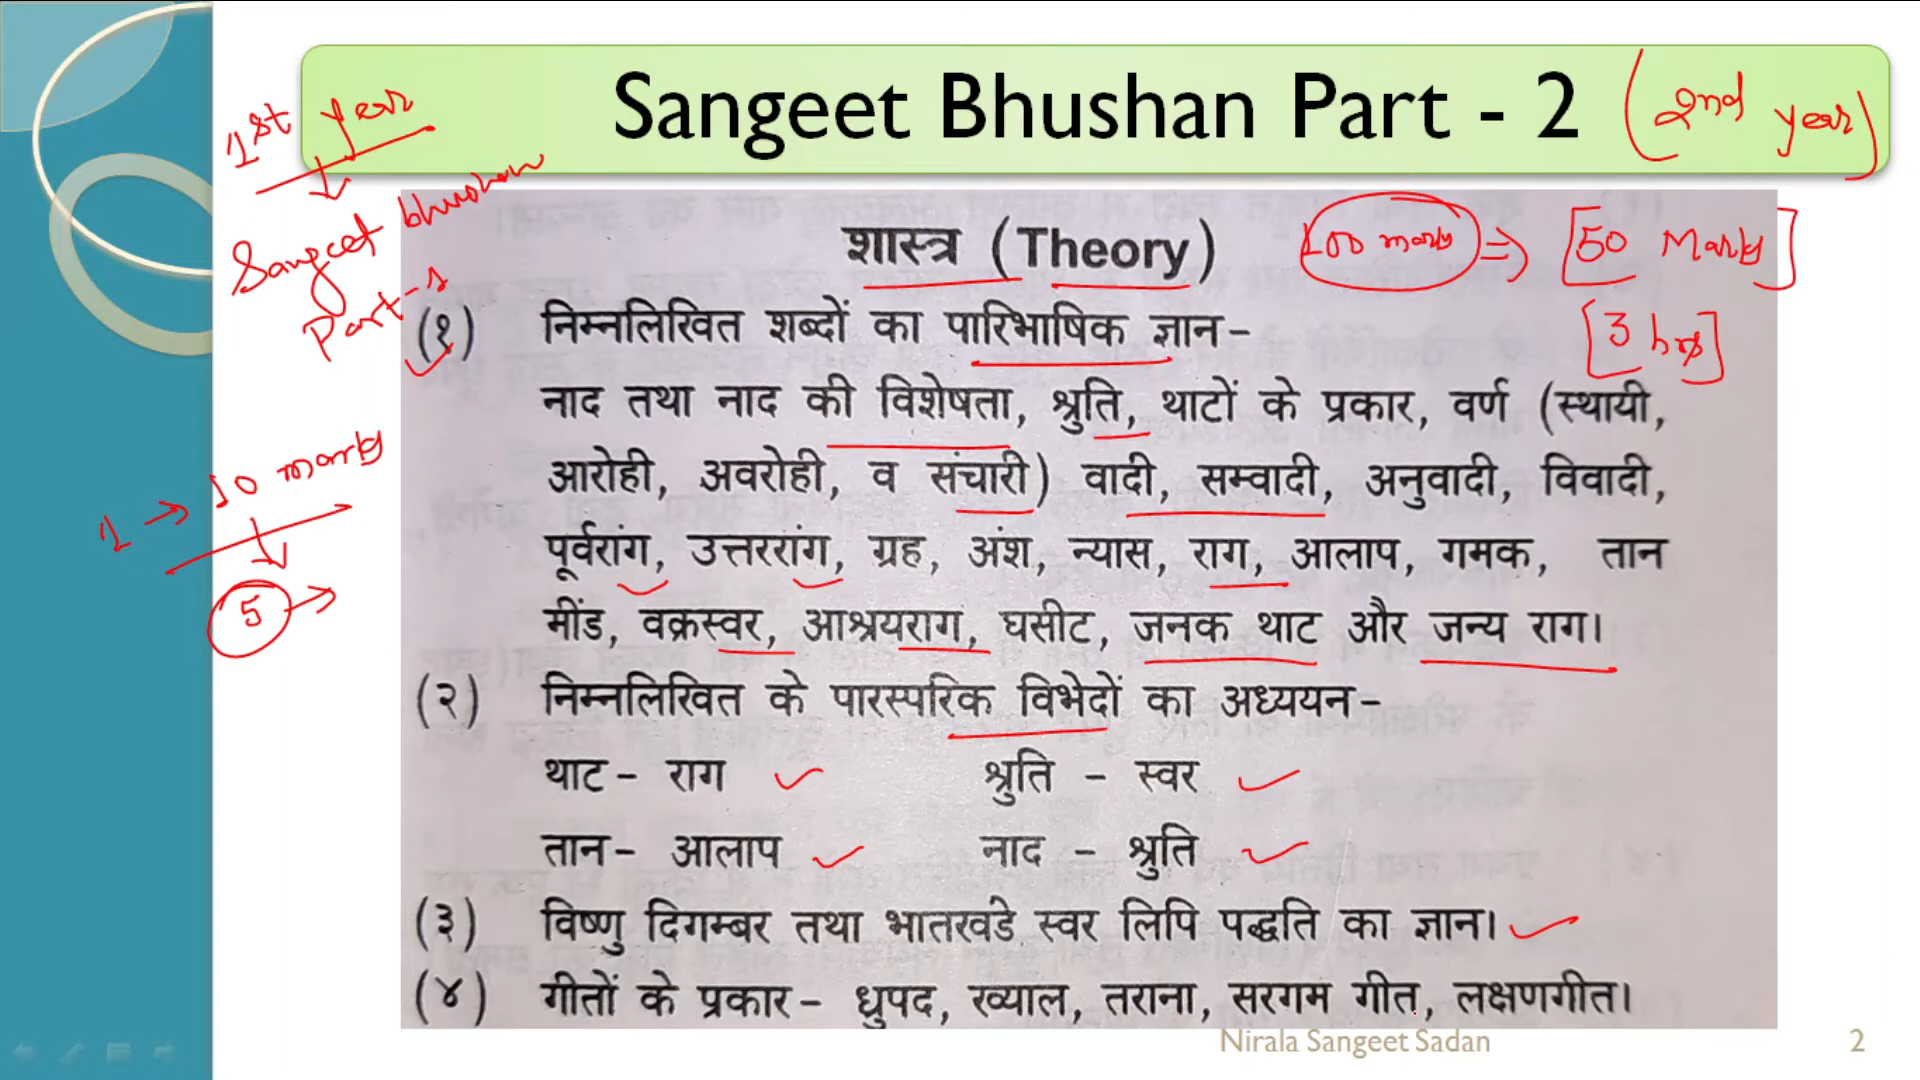 Sangeet Bhushan Part - 2 (2nd year)
1st year
Sangeet bhushan
Part-1
शास्त्र (Theory)
100 marks ⇒ [50 Marks]
[3 hrs]
(१) निम्नलिखित शब्दों का पारिभाषिक ज्ञान-
नाद तथा नाद की विशेषता, श्रुति, थाटों के प्रकार, वर्ण (स्थायी,
आरोही, अवरोही, व संचारी) वादी, सम्वादी, अनुवादी, विवादी,
पूर्वरांग, उत्तररांग, ग्रह, अंश, न्यास, राग, आलाप, गमक, तान
मींड, वक्रस्वर, आश्रयराग, घसीट, जनक थाट और जन्य राग।
1 → 10 marks
5 →
(२) निम्नलिखित के पारस्परिक विभेदों का अध्ययन-
थाट- राग श्रुति - स्वर
तान- आलाप नाद - श्रुति
(३) विष्णु दिगम्बर तथा भातखडे स्वर लिपि पद्धति का ज्ञान।
(४) गीतों के प्रकार- ध्रुपद, ख्याल, तराना, सरगम गीत, लक्षणगीत।
Nirala Sangeet Sadan 2